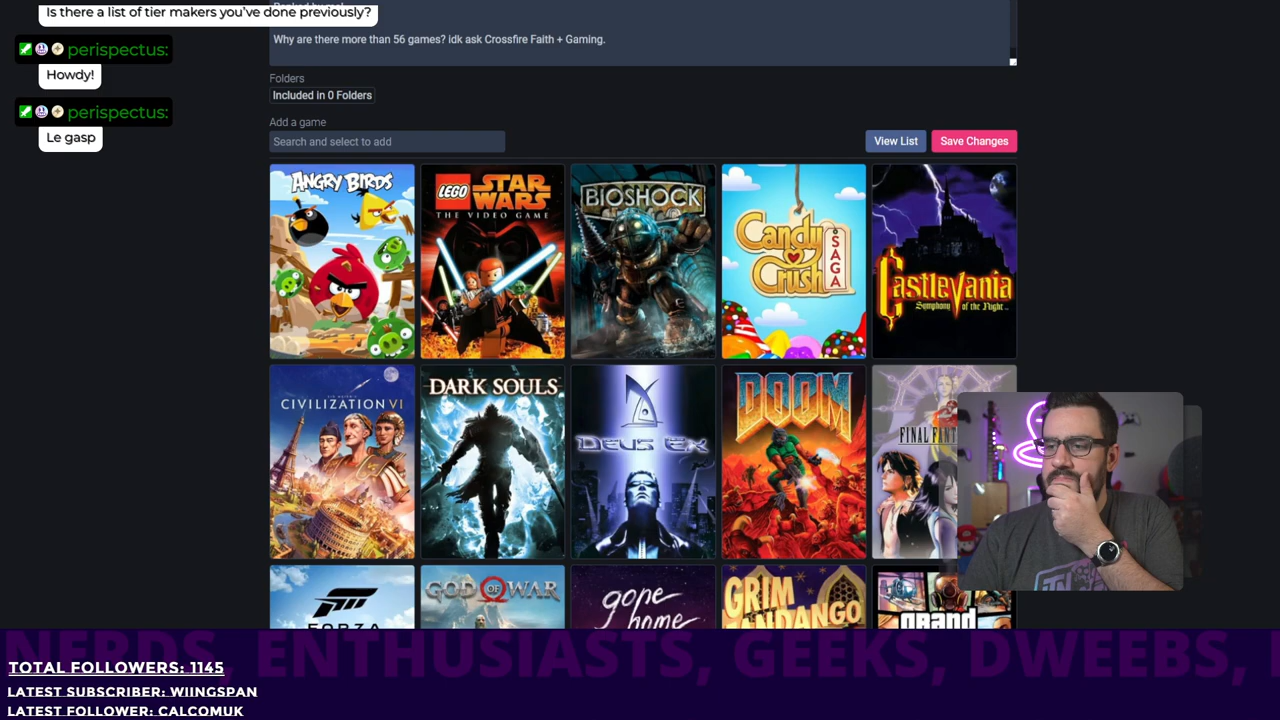 Is there a list of tier makers you've done previously?
perispectus:
Howdy!
perispectus:
Le gasp
Why are there more than 56 games? idk ask Crossfire Faith + Gaming.
Folders
Included in 0 Folders
Add a game
Search and select to add
View List
Save Changes
ANGRY BIRDS
LEGO STAR WARS
THE VIDEO GAME
BIOSHOCK
Candy Crush SAGA
Castlevania
Symphony of the Night
CIVILIZATION VI
DARK SOULS
DEUS EX
DOOM
FINAL FANT
FORZA
GOD OF WAR
gone home
GRIM FANDANGO
GRAND
NERDS, ENTHUSIASTS, GEEKS, DWEEBS,
TOTAL FOLLOWERS: 1145
LATEST SUBSCRIBER: WIINGSPAN
LATEST FOLLOWER: CALCOMUK